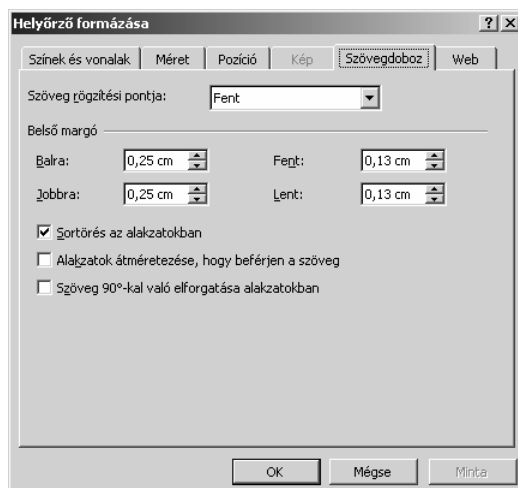 Helyőrző formázása
Színek és vonalak Méret Pozíció Kép Szövegdoboz Web
Szöveg rögzítési pontja: Fent
Belső margó
Balra: 0,25 cm Fent: 0,13 cm
Jobbra: 0,25 cm Lent: 0,13 cm
Sortörés az alakzatokban
Alakzatok átméretezése, hogy beférjen a szöveg
Szöveg 90°-kal való elforgatása alakzatokban
OK Mégse Minta